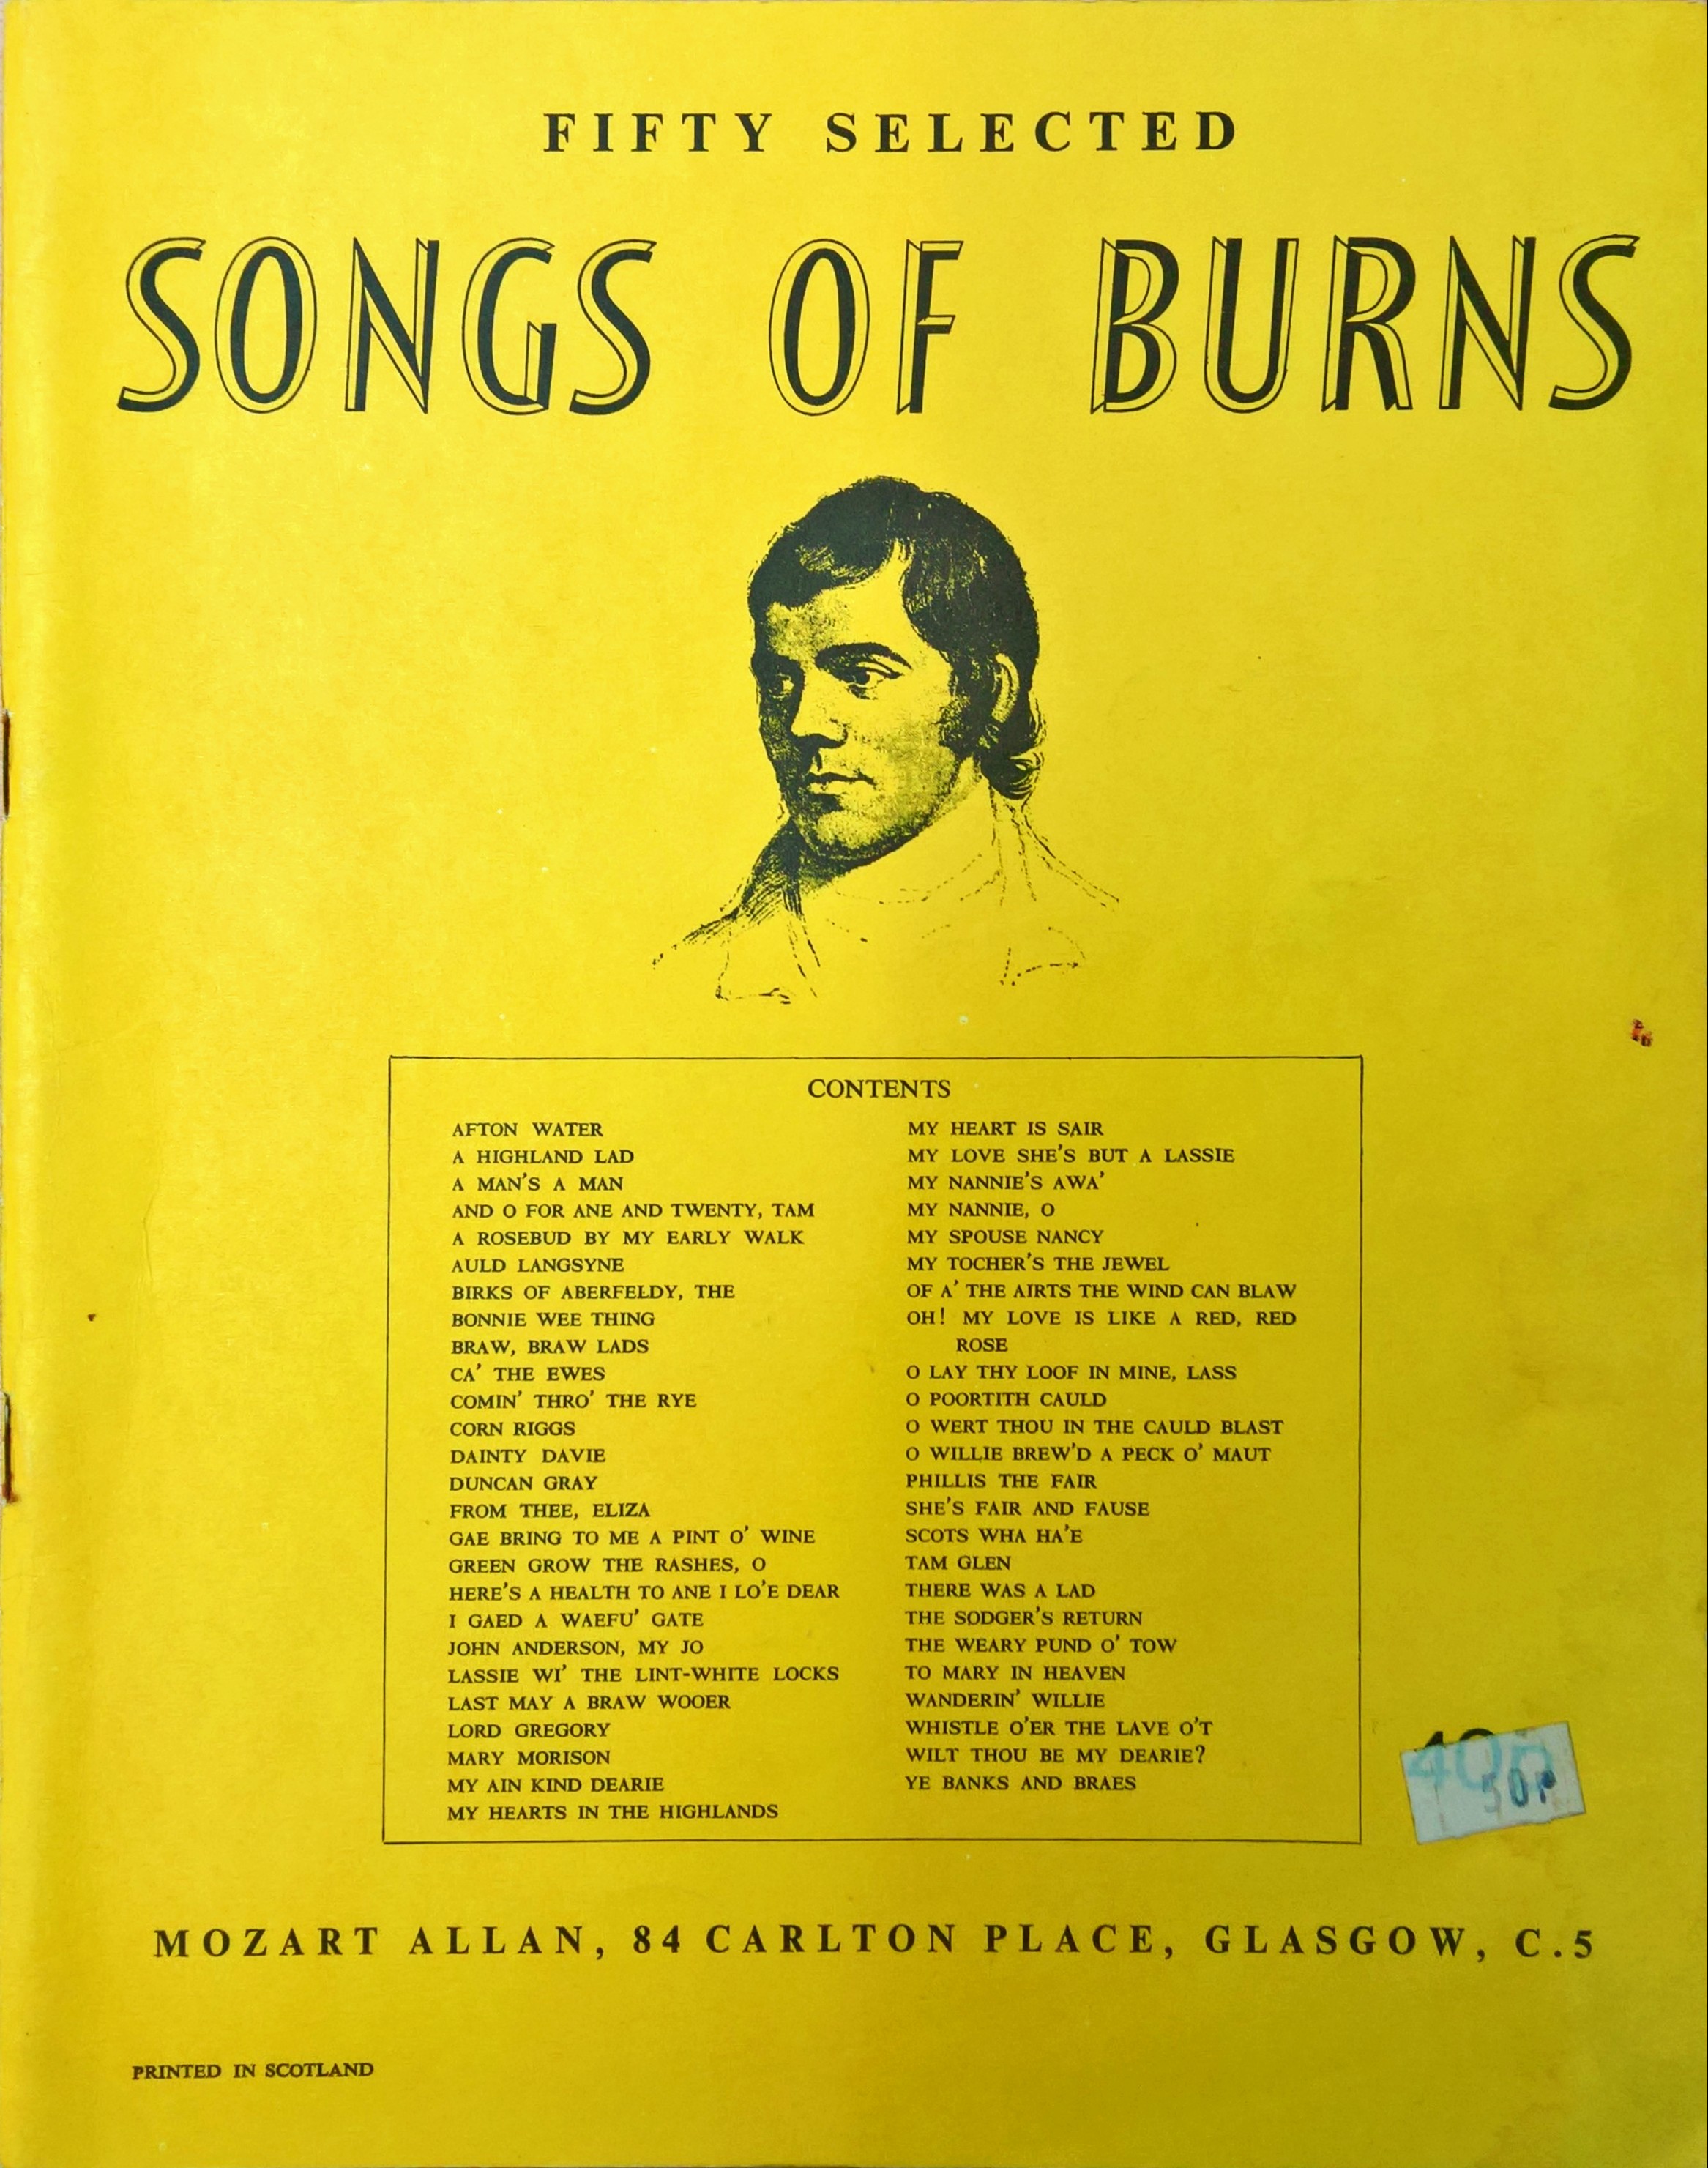 FIFTY SELECTED
SONGS OF BURNS
CONTENTS
AFTON WATER
A HIGHLAND LAD
A MAN'S A MAN
AND O FOR ANE AND TWENTY, TAM
A ROSEBUD BY MY EARLY WALK
AULD LANGSYNE
BIRKS OF ABERFELDY, THE
BONNIE WEE THING
BRAW, BRAW LADS
CA' THE EWES
COMIN' THRO' THE RYE
CORN RIGGS
DAINTY DAVIE
DUNCAN GRAY
FROM THEE, ELIZA
GAE BRING TO ME A PINT O' WINE
GREEN GROW THE RASHES, O
HERE'S A HEALTH TO ANE I LO'E DEAR
I GAED A WAEFU' GATE
JOHN ANDERSON, MY JO
LASSIE WI' THE LINT-WHITE LOCKS
LAST MAY A BRAW WOOER
LORD GREGORY
MARY MORISON
MY AIN KIND DEARIE
MY HEARTS IN THE HIGHLANDS
MY HEART IS SAIR
MY LOVE SHE'S BUT A LASSIE
MY NANNIE'S AWA'
MY NANNIE, O
MY SPOUSE NANCY
MY TOCHER'S THE JEWEL
OF A' THE AIRTS THE WIND CAN BLAW
OH! MY LOVE IS LIKE A RED, RED
ROSE
O LAY THY LOOF IN MINE, LASS
O POORTITH CAULD
O WERT THOU IN THE CAULD BLAST
O WILLIE BREW'D A PECK O' MAUT
PHILLIS THE FAIR
SHE'S FAIR AND FAUSE
SCOTS WHA HA'E
TAM GLEN
THERE WAS A LAD
THE SODGER'S RETURN
THE WEARY PUND O' TOW
TO MARY IN HEAVEN
WANDERIN' WILLIE
WHISTLE O'ER THE LAVE O'T
WILT THOU BE MY DEARIE?
YE BANKS AND BRAES
40p
50P
MOZART ALLAN, 84 CARLTON PLACE, GLASGOW, C.5
PRINTED IN SCOTLAND